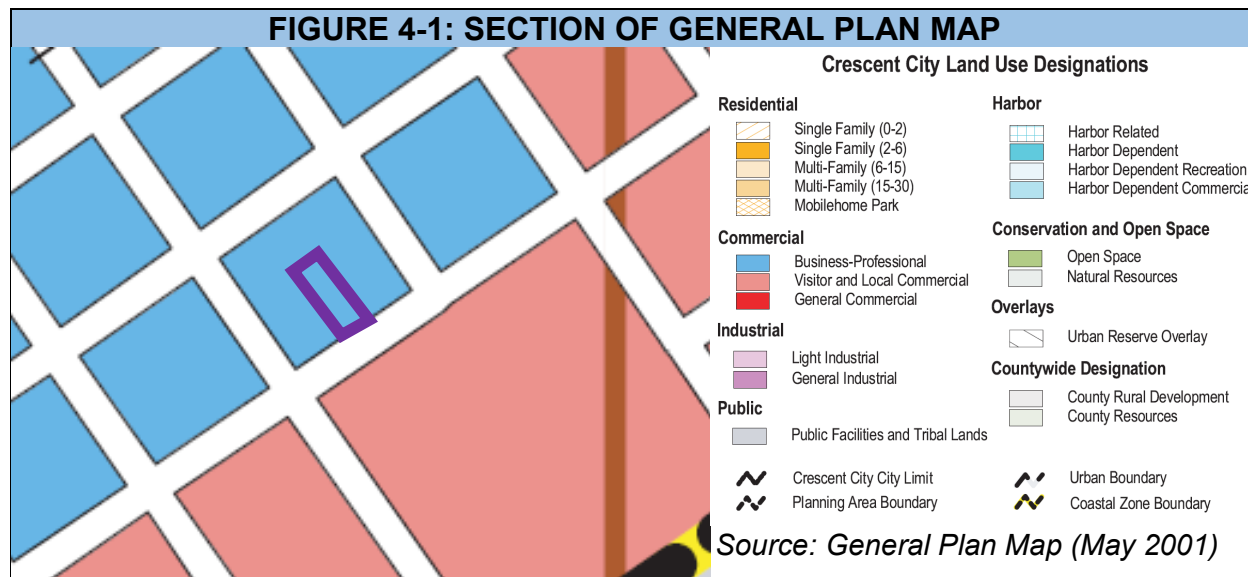 FIGURE 4-1: SECTION OF GENERAL PLAN MAP
Crescent City Land Use Designations
Residential
Single Family (0-2)
Single Family (2-6)
Multi-Family (6-15)
Multi-Family (15-30)
Mobilehome Park
Commercial
Business-Professional
Visitor and Local Commercial
General Commercial
Industrial
Light Industrial
General Industrial
Public
Public Facilities and Tribal Lands
Crescent City City Limit
Planning Area Boundary
Harbor
Harbor Related
Harbor Dependent
Harbor Dependent Recreation
Harbor Dependent Commercia
Conservation and Open Space
Open Space
Natural Resources
Overlays
Urban Reserve Overlay
Countywide Designation
County Rural Development
County Resources
Urban Boundary
Coastal Zone Boundary
Source: General Plan Map (May 2001)